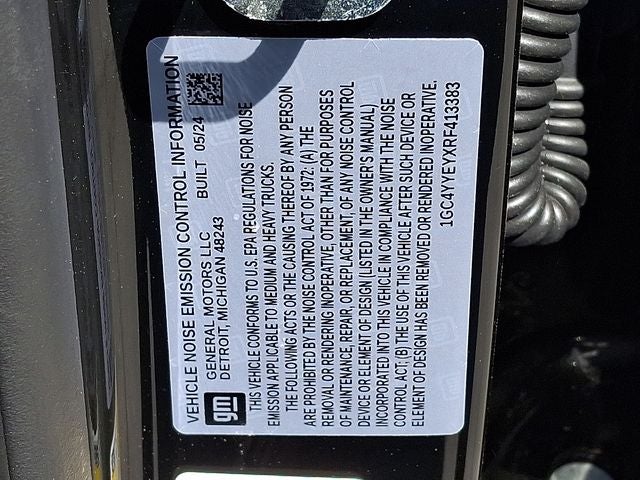 VEHICLE NOISE EMISSION CONTROL INFORMATION
gm
GENERAL MOTORS LLC
DETROIT, MICHIGAN 48243
BUILT 05/24
THIS VEHICLE CONFORMS TO U.S. EPA REGULATIONS FOR NOISE
EMISSION APPLICABLE TO MEDIUM AND HEAVY TRUCKS.
THE FOLLOWING ACTS OR THE CAUSING THEREOF BY ANY PERSON
ARE PROHIBITED BY THE NOISE CONTROL ACT OF 1972: (A) THE
REMOVAL OR RENDERING INOPERATIVE, OTHER THAN FOR PURPOSES
OF MAINTENANCE, REPAIR, OR REPLACEMENT, OF ANY NOISE CONTROL
DEVICE OR ELEMENT OF DESIGN (LISTED IN THE OWNER'S MANUAL)
INCORPORATED INTO THIS VEHICLE IN COMPLIANCE WITH THE NOISE
CONTROL ACT; (B) THE USE OF THIS VEHICLE AFTER SUCH DEVICE OR
ELEMENT OF DESIGN HAS BEEN REMOVED OR RENDERED INOPERATIVE.
1GC4YYEYXRF413383